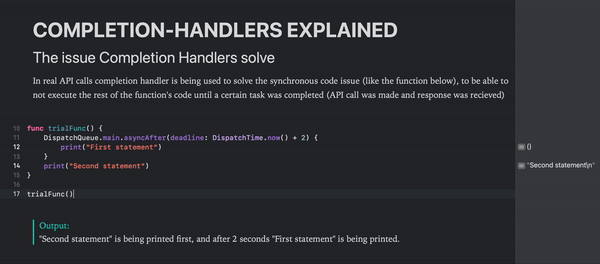 COMPLETION-HANDLERS EXPLAINED
The issue Completion Handlers solve
In real API calls completion handler is being used to solve the synchronous code issue (like the function below), to be able to
not execute the rest of the function's code until a certain task was completed (API call was made and response was recieved)
10 func trialFunc() {
11 DispatchQueue.main.asyncAfter(deadline: DispatchTime.now() + 2) {
12 print("First statement")
()
13 }
14 print("Second statement")
"Second statement\n"
15 }
16
17 trialFunc()
Output:
"Second statement" is being printed first, and after 2 seconds "First statement" is being printed.